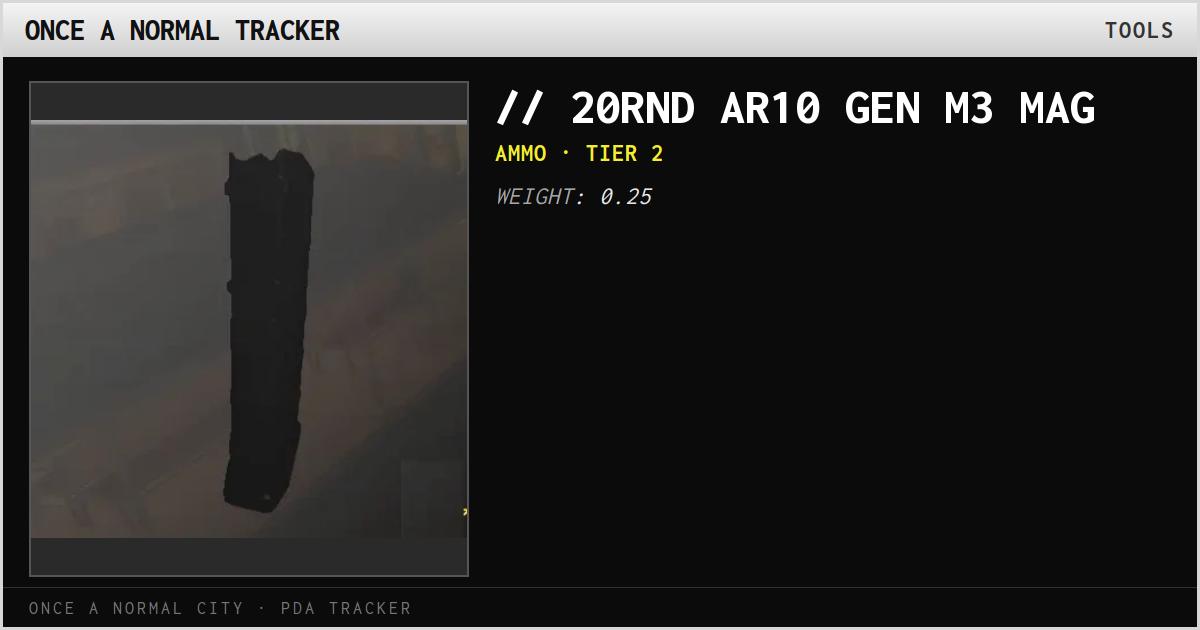 ONCE A NORMAL TRACKER
TOOLS
// 20RND AR10 GEN M3 MAG
AMMO · TIER 2
WEIGHT: 0.25
ONCE A NORMAL CITY · PDA TRACKER